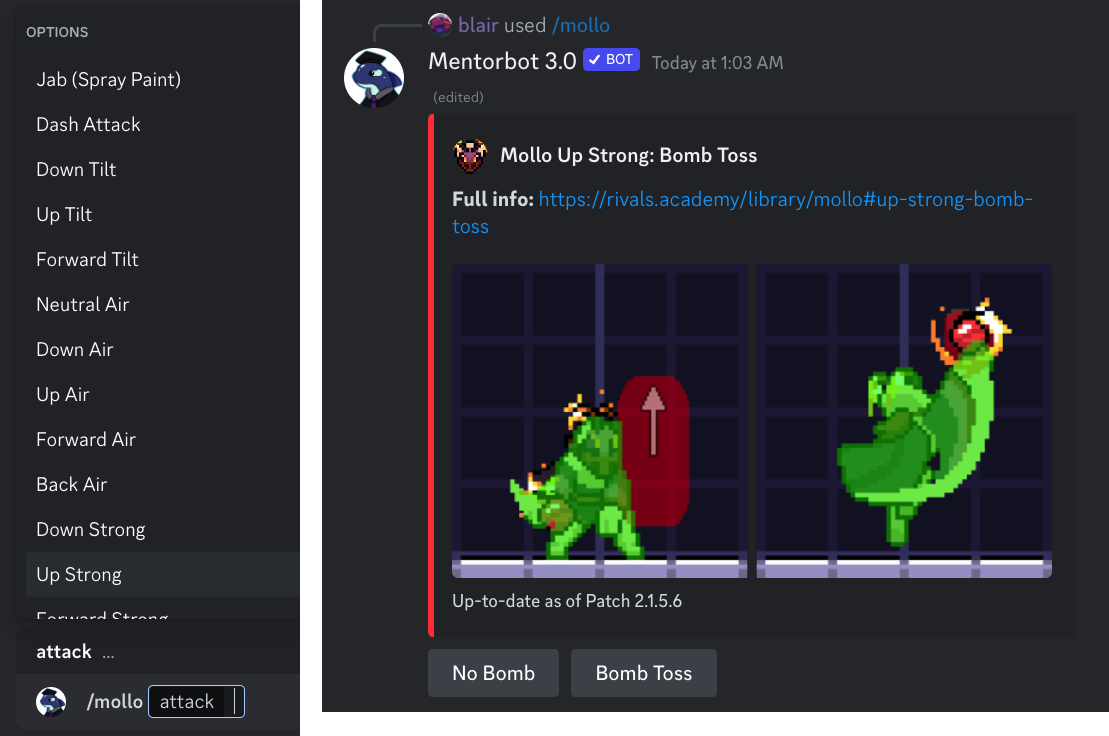 OPTIONS
Jab (Spray Paint)
Dash Attack
Down Tilt
Up Tilt
Forward Tilt
Neutral Air
Down Air
Up Air
Forward Air
Back Air
Down Strong
Up Strong
Forward Strong
attack ...
/mollo attack
blair used /mollo
Mentorbot 3.0 ✓ BOT Today at 1:03 AM
(edited)
Mollo Up Strong: Bomb Toss
Full info: https://rivals.academy/library/mollo#up-strong-bomb-
toss
Up-to-date as of Patch 2.1.5.6
No Bomb Bomb Toss